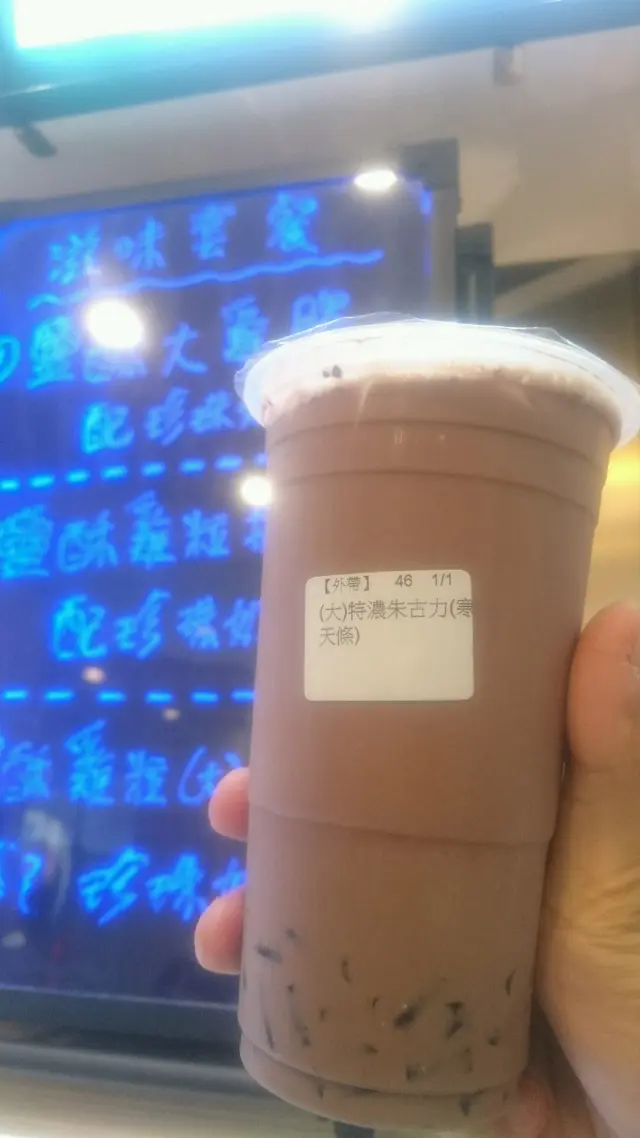 滋味套餐
鹽酥大雞
配珍珠
鹽酥雞粒
配珍珠奶
酥雞粒(大)
珍珠奶
【外帶】 46 1/1
(大)特濃朱古力(寒
天條)